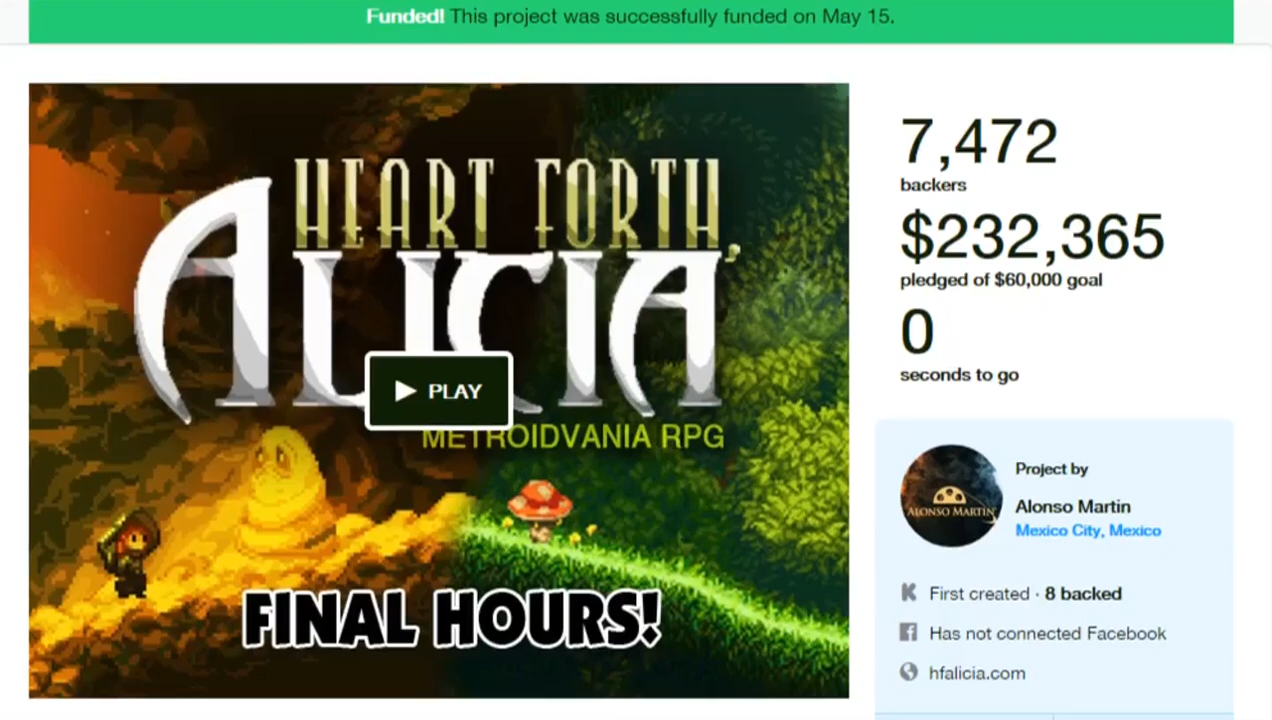 Funded! This project was successfully funded on May 15.
HEART FORTH,
ALICIA
PLAY
METROIDVANIA RPG
FINAL HOURS!
7,472
backers
$232,365
pledged of $60,000 goal
0
seconds to go
ALONSO MARTIN
Project by
Alonso Martin
Mexico City, Mexico
First created · 8 backed
Has not connected Facebook
hfalicia.com